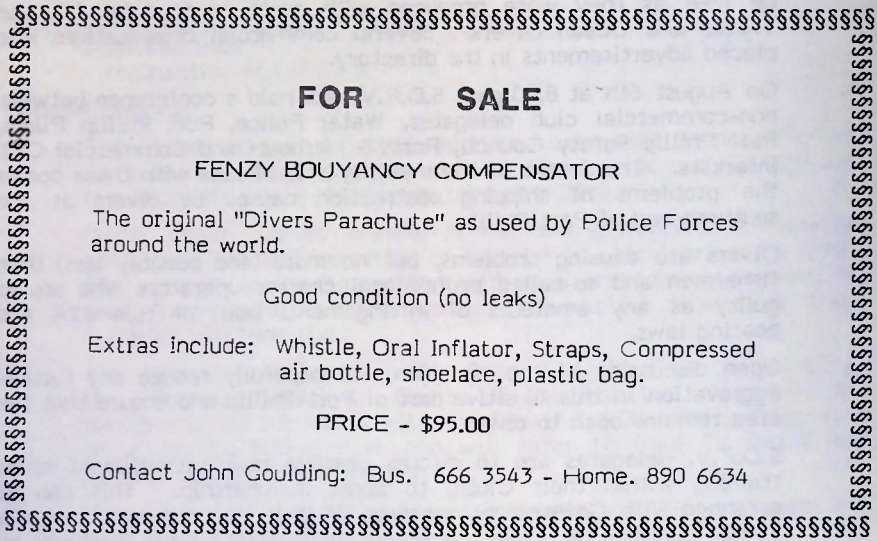 §§§§§§§§§§§§§§§§§§§§§§§§§§§§§§§§§§§§§§§§§§§§§§§§§§§§§§§§§§§§
FOR SALE
FENZY BOUYANCY COMPENSATOR
The original "Divers Parachute" as used by Police Forces
around the world.
Good condition (no leaks)
Extras include: Whistle, Oral Inflator, Straps, Compressed
air bottle, shoelace, plastic bag.
PRICE - $95.00
Contact John Goulding: Bus. 666 3543 - Home. 890 6634
§§§§§§§§§§§§§§§§§§§§§§§§§§§§§§§§§§§§§§§§§§§§§§§§§§§§§§§§§§§§